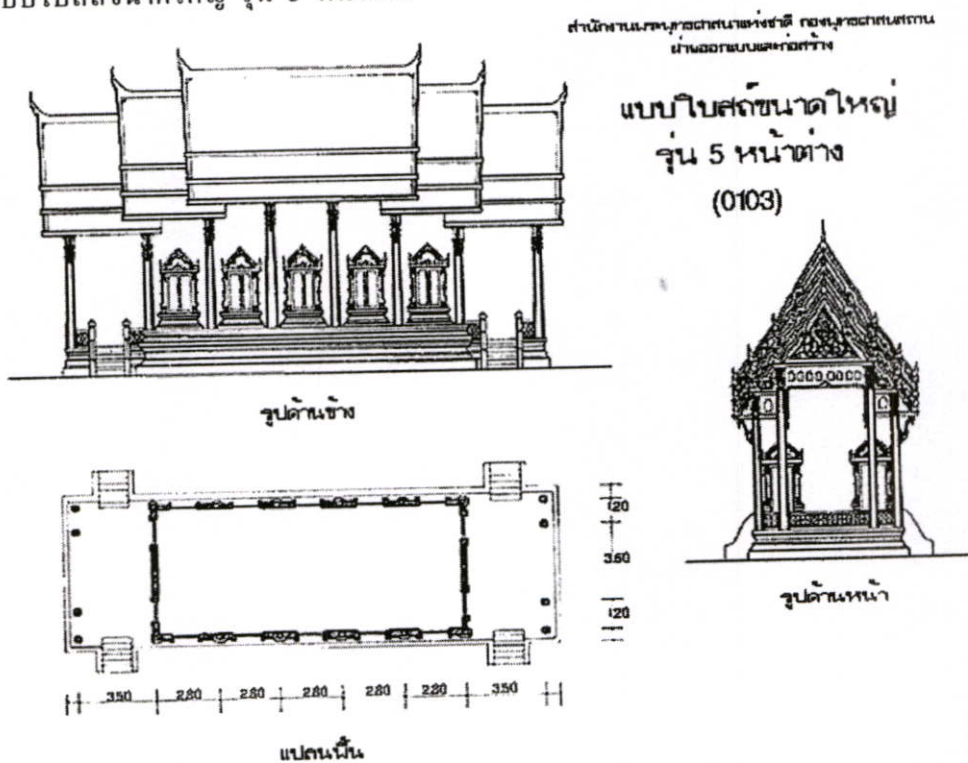 สำนักงานพระพุทธศาสนาแห่งชาติ กองพุทธศาสนสถาน
ฝ่ายออกแบบและก่อสร้าง
แบบโบสถ์ขนาดใหญ่
รุ่น 5 หน้าต่าง
(0103)
รูปด้านข้าง
120
3.60
120
รูปด้านหน้า
3.50 2.80 2.80 2.80 2.80 2.80 3.50
แปลนพื้น